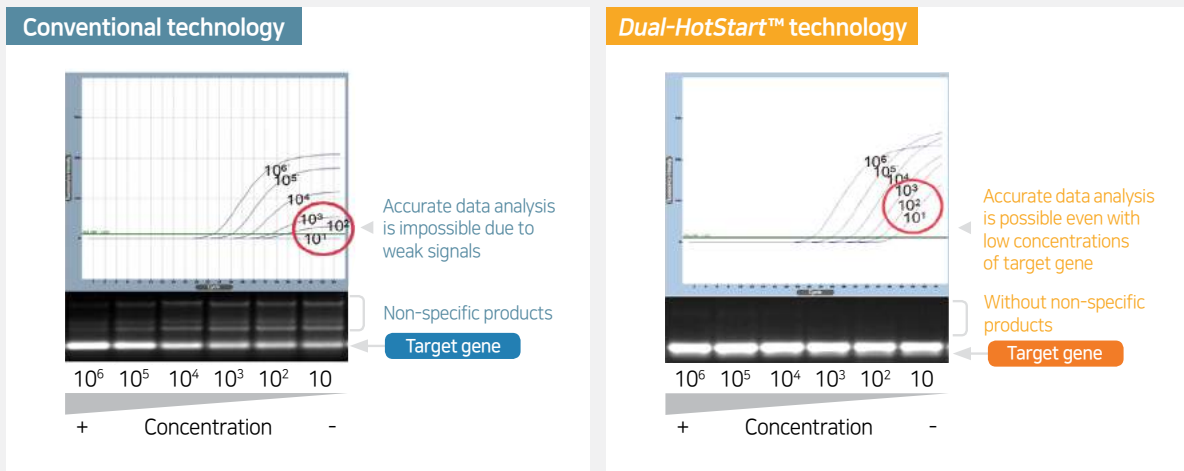 Conventional technology
10⁶
10⁵
10⁴
10³
10²
10¹
Cycle
Accurate data analysis
is impossible due to
weak signals
Non-specific products
Target gene
10⁶ 10⁵ 10⁴ 10³ 10² 10
+ Concentration -
Dual-HotStart™ technology
10⁶
10⁵
10⁴
10³
10²
10¹
Cycle
Accurate data analysis
is possible even with
low concentrations
of target gene
Without non-specific
products
Target gene
10⁶ 10⁵ 10⁴ 10³ 10² 10
+ Concentration -